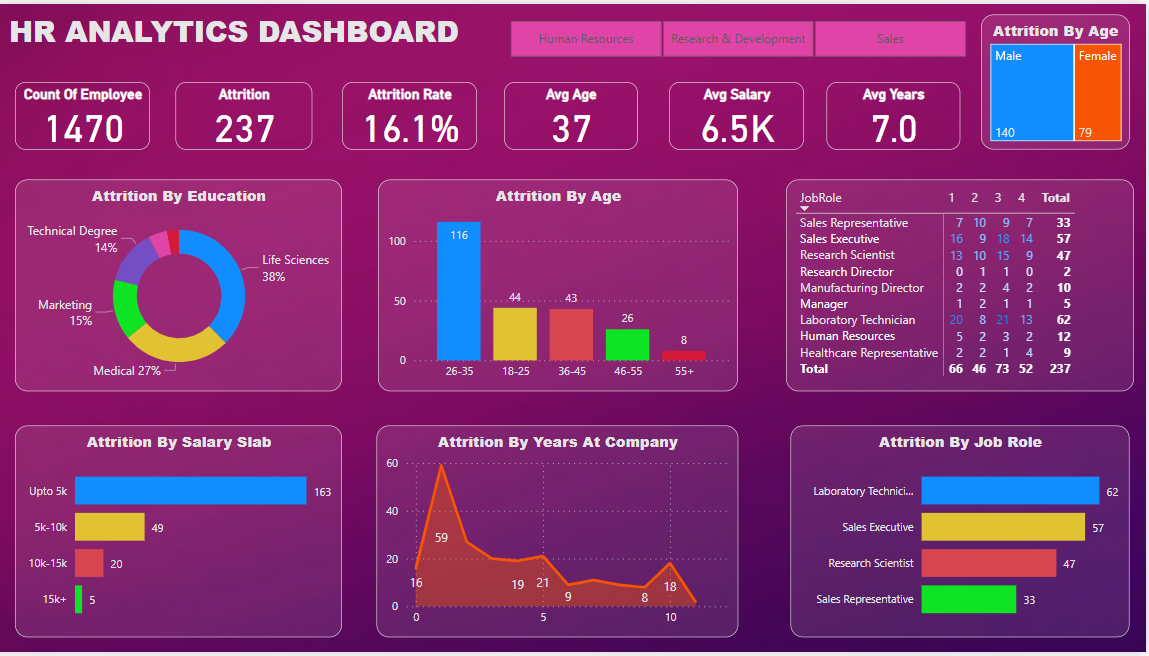 HR ANALYTICS DASHBOARD
Human Resources
Research & Development
Sales
Attrition By Age
Male
Female
140
79
Count Of Employee
1470
Attrition
237
Attrition Rate
16.1%
Avg Age
37
Avg Salary
6.5K
Avg Years
7.0
Attrition By Education
Technical Degree
14%
Life Sciences
38%
Marketing
15%
Medical 27%
Attrition By Age
100
50
0
116
44
43
26
8
26-35
18-25
36-45
46-55
55+
JobRole 1 2 3 4 Total
Sales Representative 7 10 9 7 33
Sales Executive 16 9 18 14 57
Research Scientist 13 10 15 9 47
Research Director 0 1 1 0 2
Manufacturing Director 2 2 4 2 10
Manager 1 2 1 1 5
Laboratory Technician 20 8 21 13 62
Human Resources 5 2 3 2 12
Healthcare Representative 2 2 1 4 9
Total 66 46 73 52 237
Attrition By Salary Slab
Upto 5k 163
5k-10k 49
10k-15k 20
15k+ 5
Attrition By Years At Company
60
40
20
0
16
59
19
21
9
8
18
0
5
10
Attrition By Job Role
Laboratory Technici... 62
Sales Executive 57
Research Scientist 47
Sales Representative 33